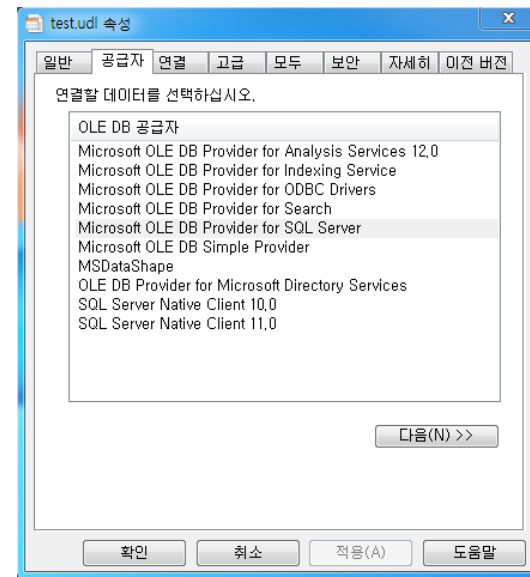 test.udl 속성
일반 공급자 연결 고급 모두 보안 자세히 이전 버전
연결할 데이터를 선택하십시오.
OLE DB 공급자
Microsoft OLE DB Provider for Analysis Services 12.0
Microsoft OLE DB Provider for Indexing Service
Microsoft OLE DB Provider for ODBC Drivers
Microsoft OLE DB Provider for Search
Microsoft OLE DB Provider for SQL Server
Microsoft OLE DB Simple Provider
MSDataShape
OLE DB Provider for Microsoft Directory Services
SQL Server Native Client 10.0
SQL Server Native Client 11.0
다음(N) >>
확인 취소 적용(A) 도움말